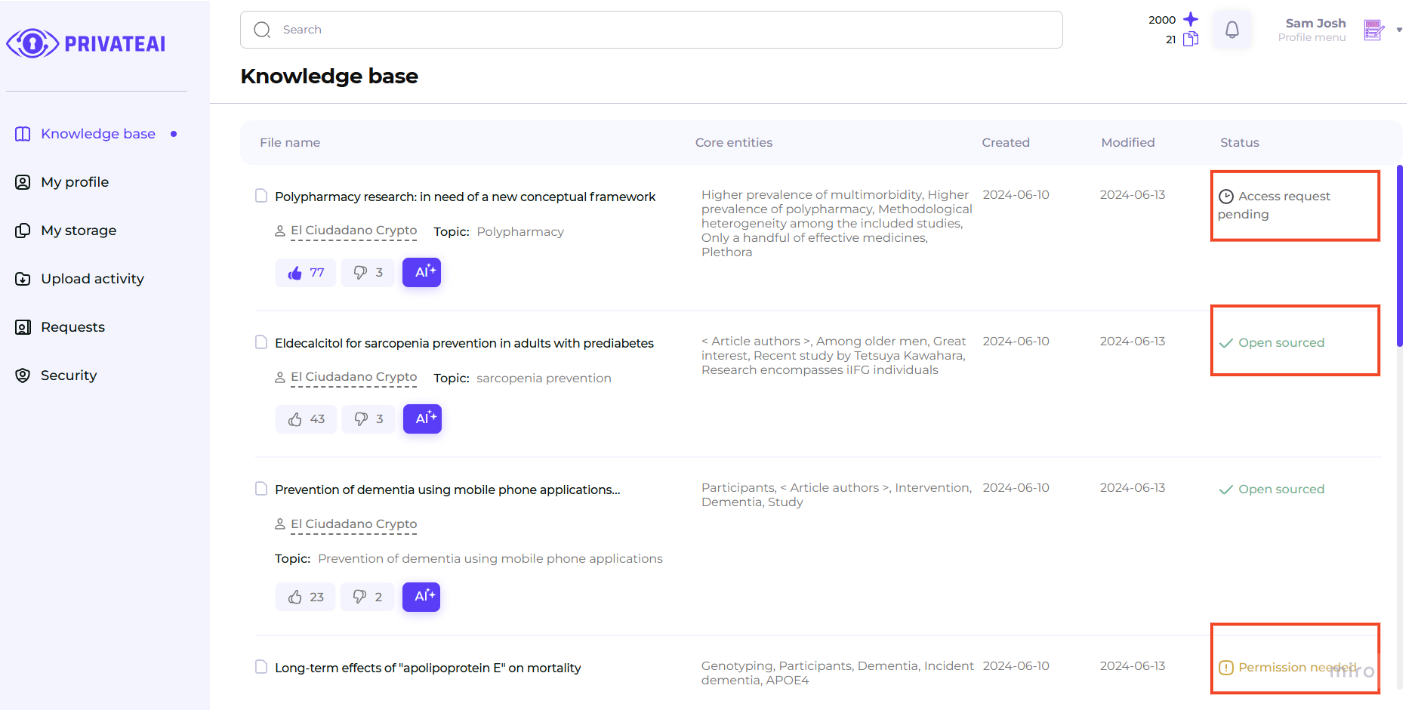 PRIVATEAI
Search
2000
21
Sam Josh
Profile menu
Knowledge base
Knowledge base
My profile
My storage
Upload activity
Requests
Security
File name Core entities Created Modified Status
Polypharmacy research: in need of a new conceptual framework
El Ciudadano Crypto Topic: Polypharmacy
77 3 AI
Higher prevalence of multimorbidity, Higher
prevalence of polypharmacy, Methodological
heterogeneity among the included studies,
Only a handful of effective medicines,
Plethora
2024-06-10 2024-06-13
Access request
pending
Eldecalcitol for sarcopenia prevention in adults with prediabetes
El Ciudadano Crypto Topic: sarcopenia prevention
43 3 AI
< Article authors >, Among older men, Great
interest, Recent study by Tetsuya Kawahara,
Research encompasses iIFG individuals
2024-06-10 2024-06-13 Open sourced
Prevention of dementia using mobile phone applications...
El Ciudadano Crypto
Topic: Prevention of dementia using mobile phone applications
23 2 AI
Participants, < Article authors >, Intervention,
Dementia, Study
2024-06-10 2024-06-13 Open sourced
Long-term effects of "apolipoprotein E" on mortality
Genotyping, Participants, Dementia, Incident
dementia, APOE4
2024-06-10 2024-06-13 Permission needed
miro